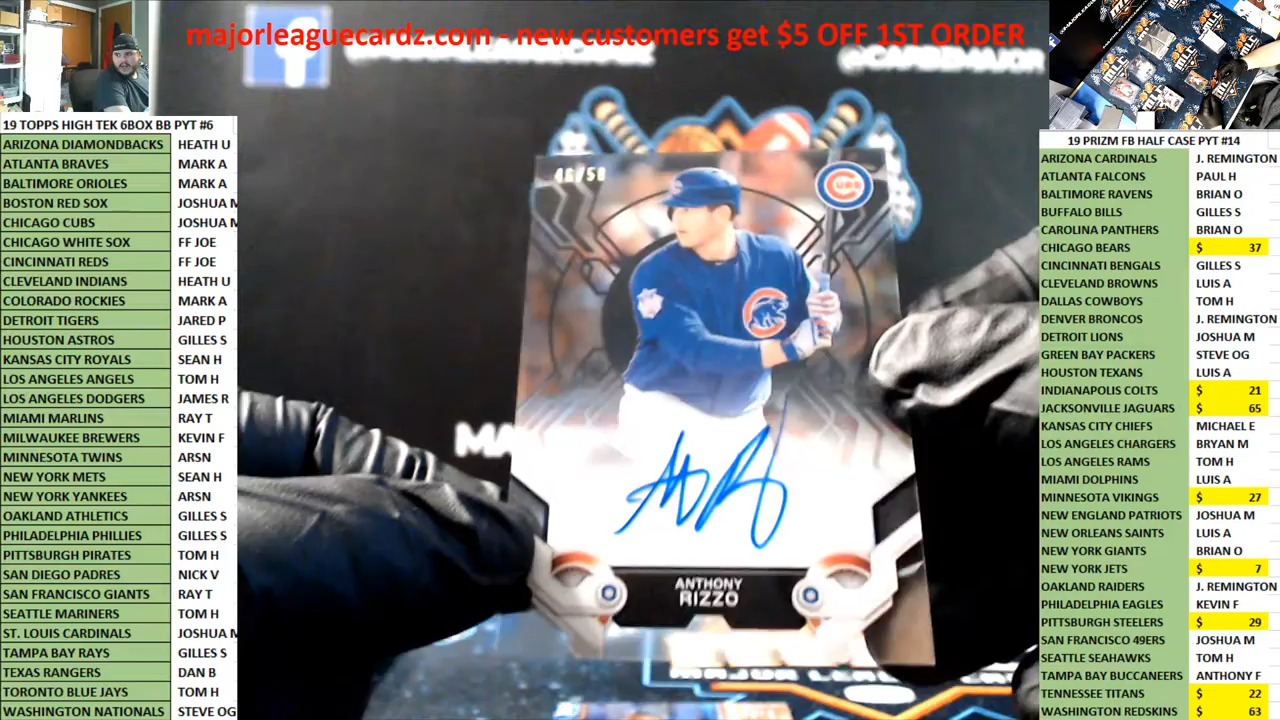 majorleaguecardz.com - new customers get $5 OFF 1ST ORDER
19 TOPPS HIGH TEK 6BOX BB PYT #6
ARIZONA DIAMONDBACKS HEATH U
ATLANTA BRAVES MARK A
BALTIMORE ORIOLES MARK A
BOSTON RED SOX JOSHUA M
CHICAGO CUBS JOSHUA M
CHICAGO WHITE SOX FF JOE
CINCINNATI REDS FF JOE
CLEVELAND INDIANS HEATH U
COLORADO ROCKIES MARK A
DETROIT TIGERS JARED P
HOUSTON ASTROS GILLES S
KANSAS CITY ROYALS SEAN H
LOS ANGELES ANGELS TOM H
LOS ANGELES DODGERS JAMES R
MIAMI MARLINS RAY T
MILWAUKEE BREWERS KEVIN F
MINNESOTA TWINS ARSN
NEW YORK METS SEAN H
NEW YORK YANKEES ARSN
OAKLAND ATHLETICS GILLES S
PHILADELPHIA PHILLIES GILLES S
PITTSBURGH PIRATES TOM H
SAN DIEGO PADRES NICK V
SAN FRANCISCO GIANTS RAY T
SEATTLE MARINERS TOM H
ST. LOUIS CARDINALS JOSHUA M
TAMPA BAY RAYS GILLES S
TEXAS RANGERS DAN B
TORONTO BLUE JAYS TOM H
WASHINGTON NATIONALS STEVE OG
46/50
CUBS
ANTHONY
RIZZO
MLC
19 PRIZM FB HALF CASE PYT #14
ARIZONA CARDINALS J. REMINGTON
ATLANTA FALCONS PAUL H
BALTIMORE RAVENS BRIAN O
BUFFALO BILLS GILLES S
CAROLINA PANTHERS BRIAN O
CHICAGO BEARS $ 37
CINCINNATI BENGALS GILLES S
CLEVELAND BROWNS LUIS A
DALLAS COWBOYS TOM H
DENVER BRONCOS J. REMINGTON
DETROIT LIONS JOSHUA M
GREEN BAY PACKERS STEVE OG
HOUSTON TEXANS LUIS A
INDIANAPOLIS COLTS $ 21
JACKSONVILLE JAGUARS $ 65
KANSAS CITY CHIEFS MICHAEL E
LOS ANGELES CHARGERS BRYAN M
LOS ANGELES RAMS TOM H
MIAMI DOLPHINS LUIS A
MINNESOTA VIKINGS $ 27
NEW ENGLAND PATRIOTS JOSHUA M
NEW ORLEANS SAINTS LUIS A
NEW YORK GIANTS BRIAN O
NEW YORK JETS $ 7
OAKLAND RAIDERS J. REMINGTON
PHILADELPHIA EAGLES KEVIN F
PITTSBURGH STEELERS $ 29
SAN FRANCISCO 49ERS JOSHUA M
SEATTLE SEAHAWKS TOM H
TAMPA BAY BUCCANEERS ANTHONY F
TENNESSEE TITANS $ 22
WASHINGTON REDSKINS $ 63